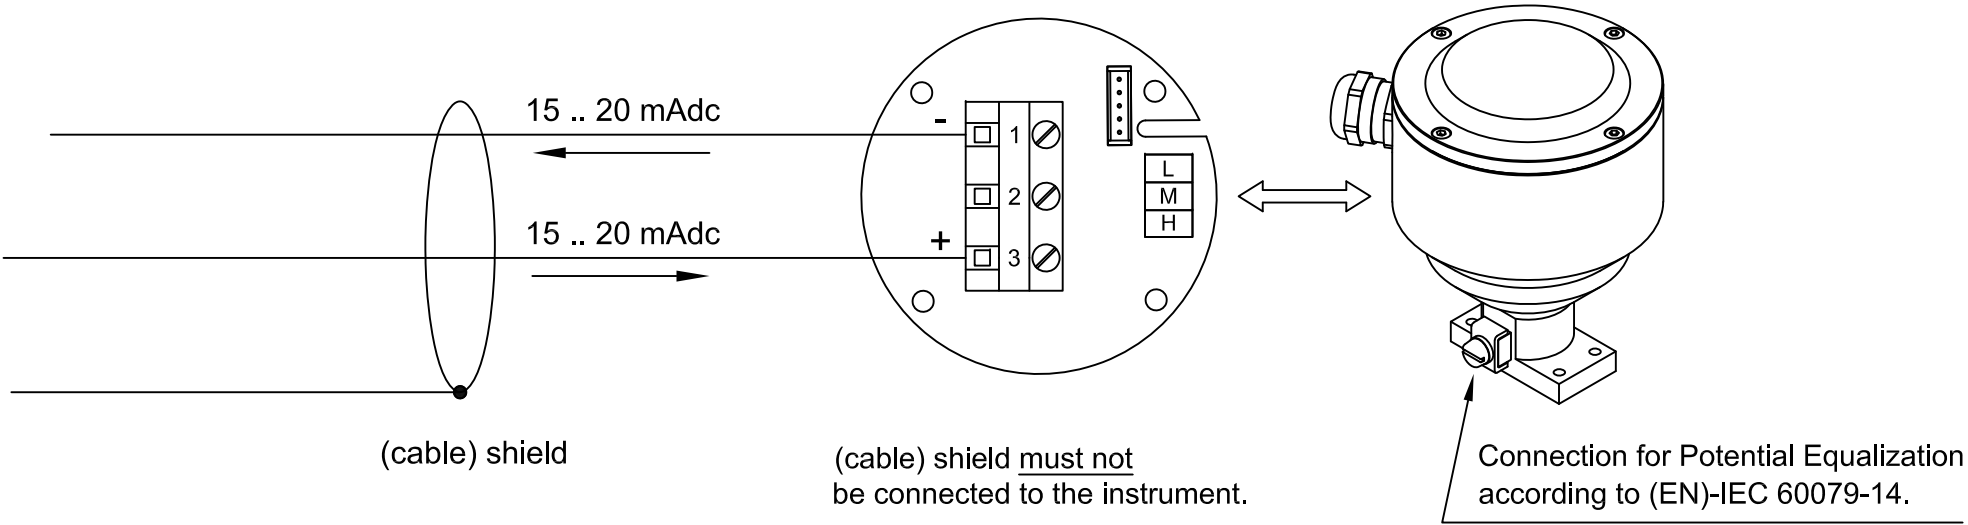 15 .. 20 mAdc
-
1
L
2
M
H
15 .. 20 mAdc
+
3
(cable) shield
(cable) shield must not
be connected to the instrument.
Connection for Potential Equalization
according to (EN)-IEC 60079-14.